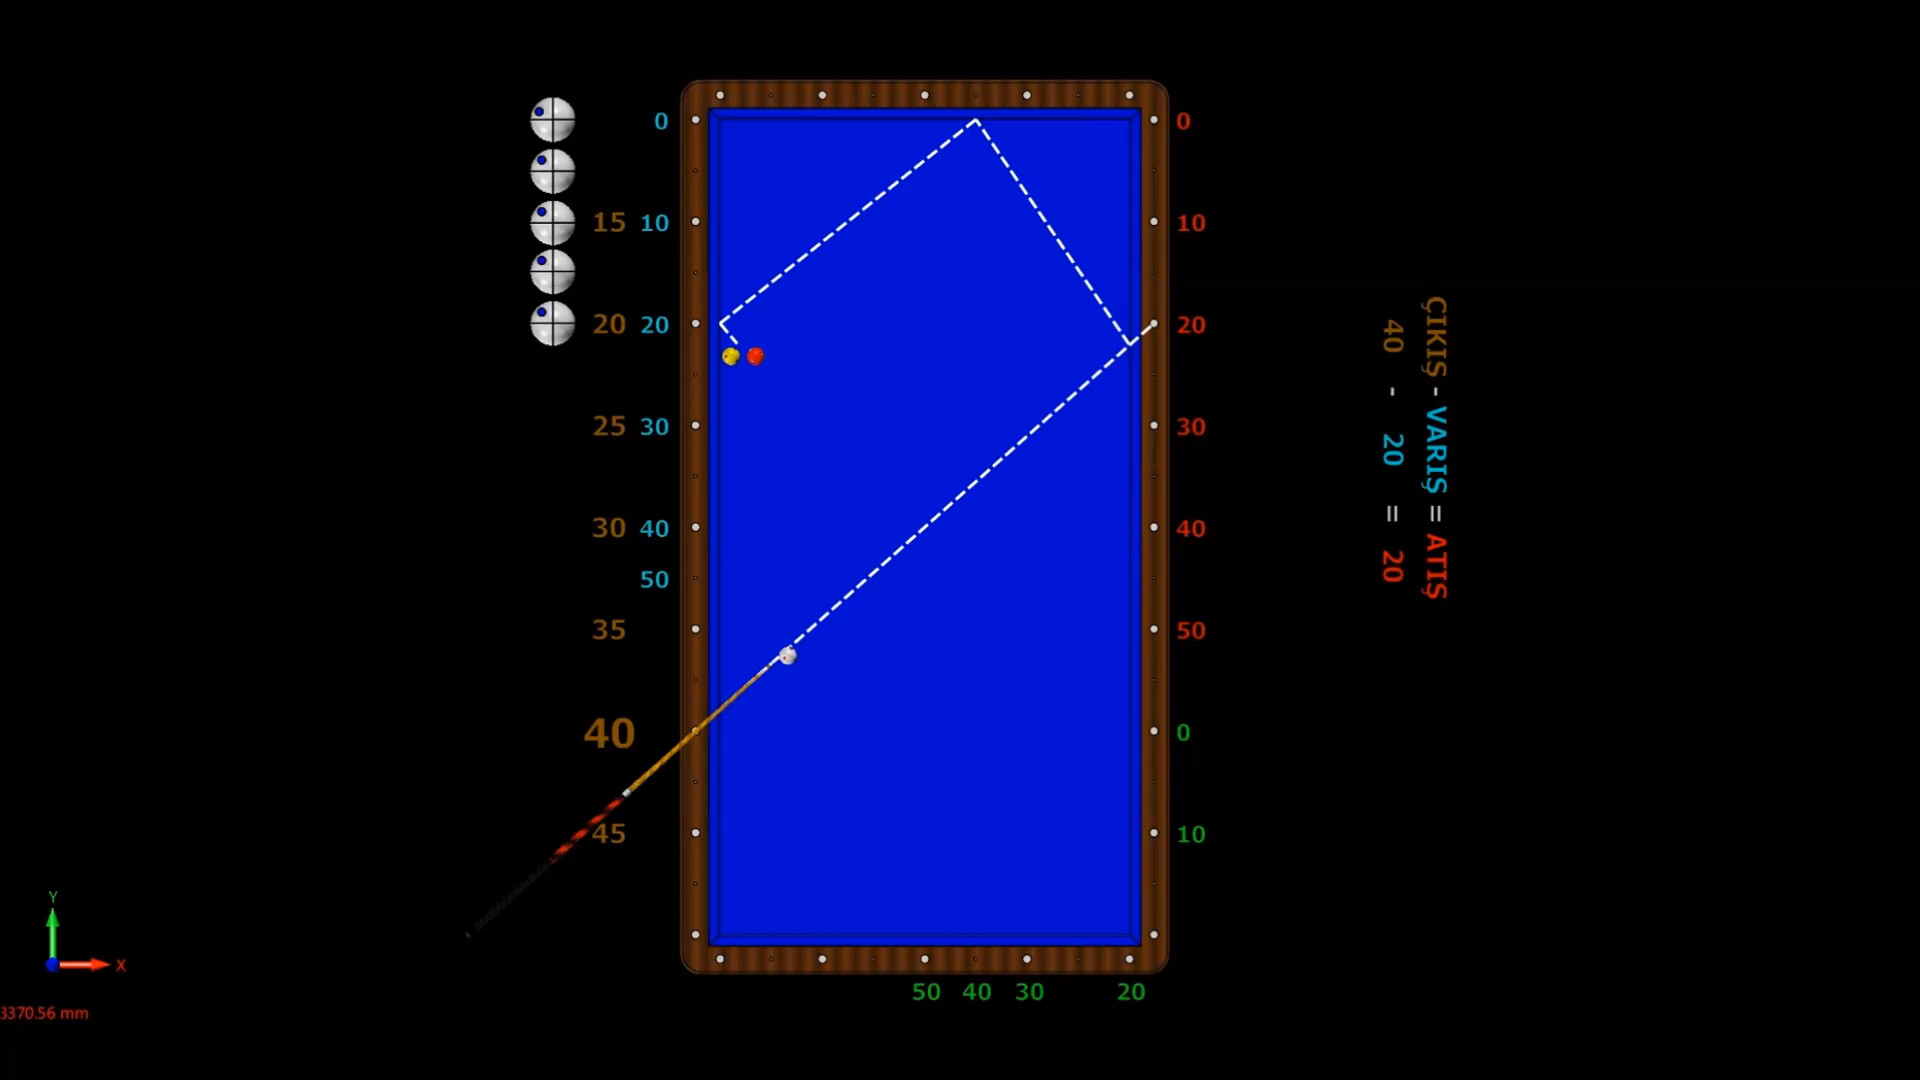 0 0
15 10 10
20 20 20
25 30 30
30 40 40
50
35 50
40 0
45 10
50 40 30 20
ÇIKIŞ - VARIŞ = ATIŞ
40 - 20 = 20
Y
X
3370.56 mm